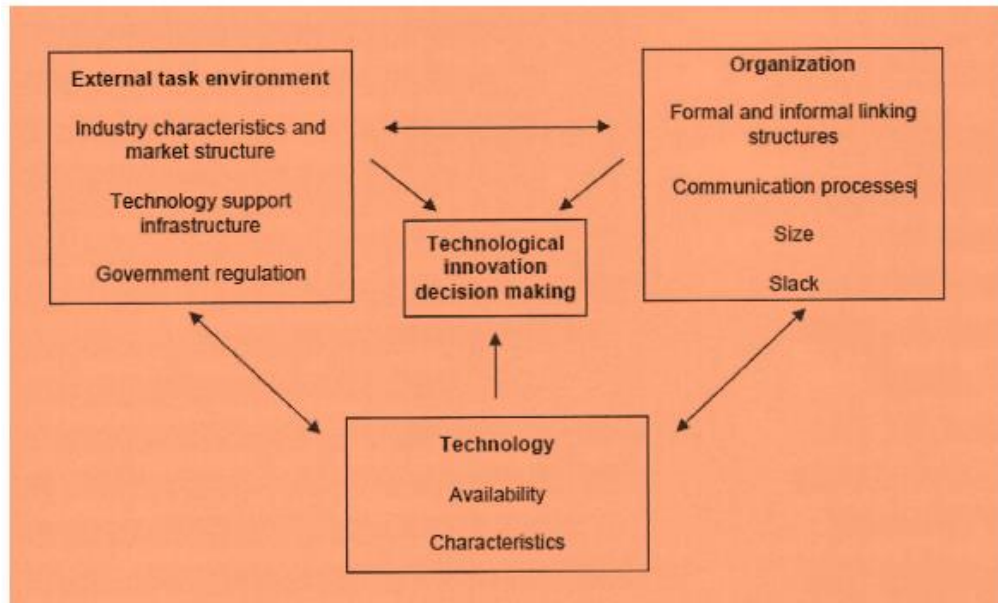 External task environment
Industry characteristics and
market structure
Technology support
infrastructure
Government regulation
Organization
Formal and informal linking
structures
Communication processes
Size
Slack
Technological
innovation
decision making
Technology
Availability
Characteristics